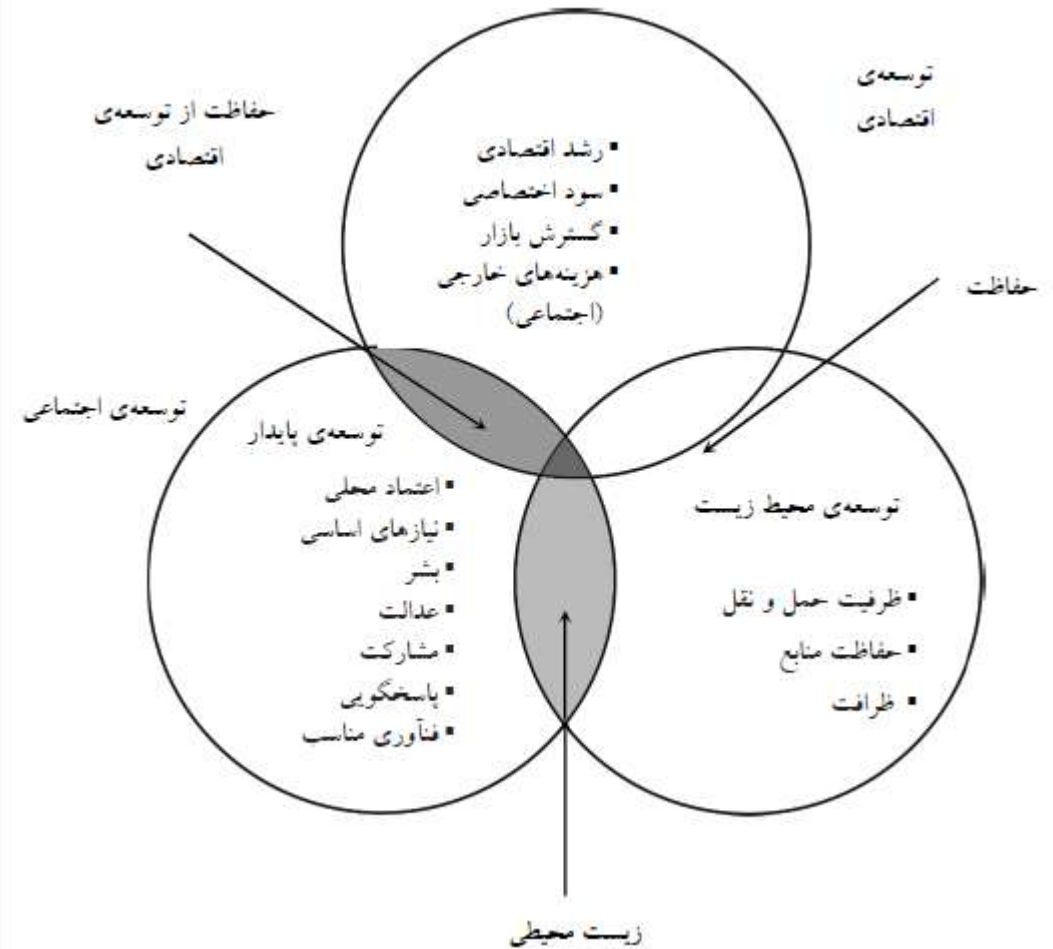 توسعه‌ی
اقتصادی
حفاظت از توسعه‌ی
اقتصادی
▪ رشد اقتصادی
▪ سود اختصاصی
▪ گسترش بازار
▪ هزینه‌های خارجی
(اجتماعی)
حفاظت
توسعه‌ی اجتماعی
توسعه‌ی پایدار
▪ اعتماد محلی
▪ نیازهای اساسی
▪ بشر
▪ عدالت
▪ مشارکت
▪ پاسخگویی
▪ فنآوری مناسب
توسعه‌ی محیط زیست
▪ ظرفیت حمل و نقل
▪ حفاظت منابع
▪ ظرافت
زیست محیطی